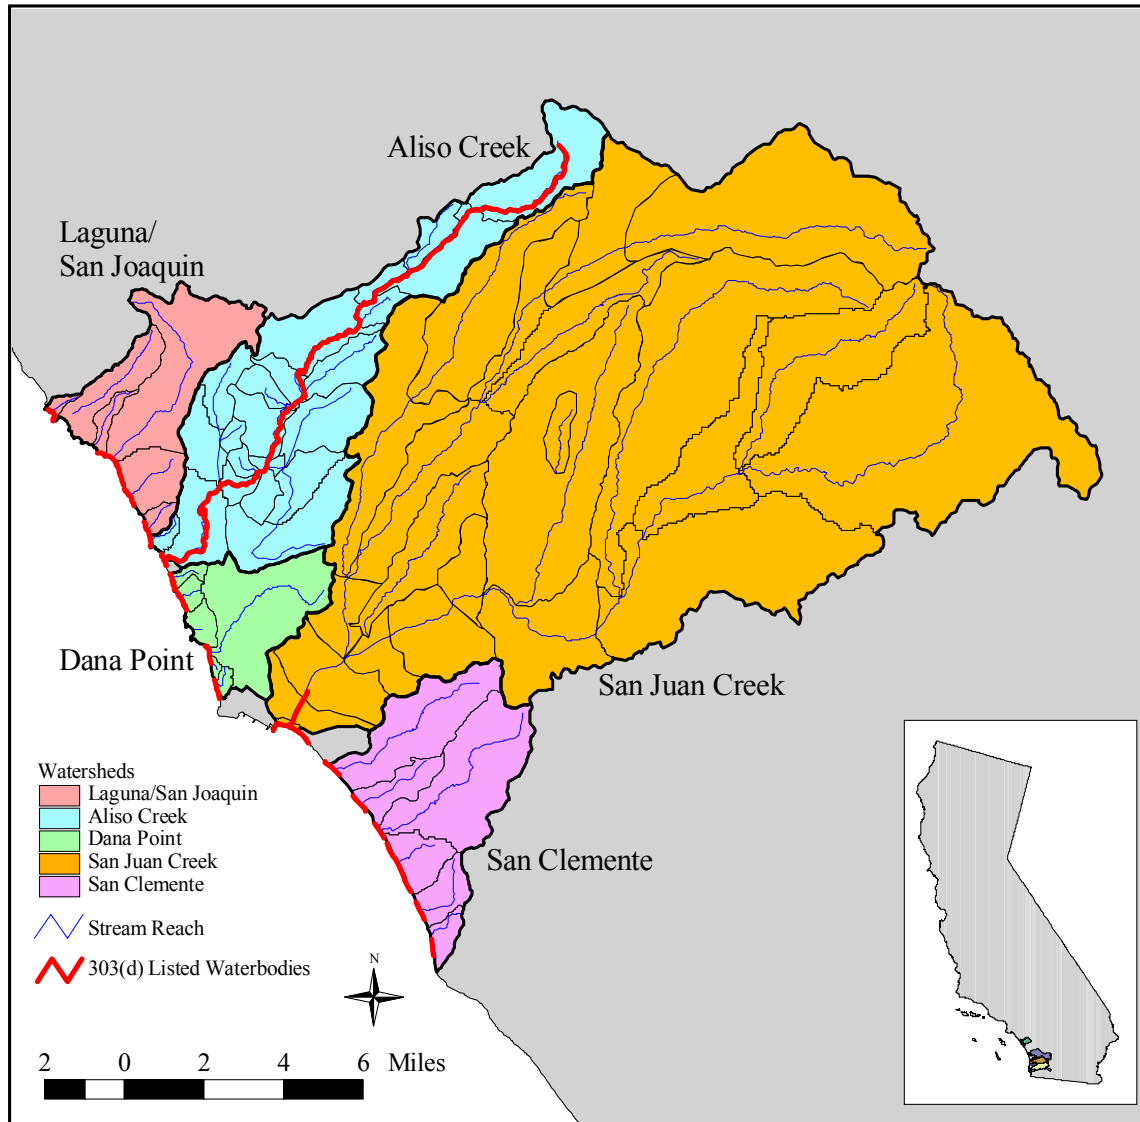 Aliso Creek
Laguna/
San Joaquin
Dana Point
San Juan Creek
San Clemente
Watersheds
Laguna/San Joaquin
Aliso Creek
Dana Point
San Juan Creek
San Clemente
Stream Reach
303(d) Listed Waterbodies
N
2 0 2 4 6 Miles